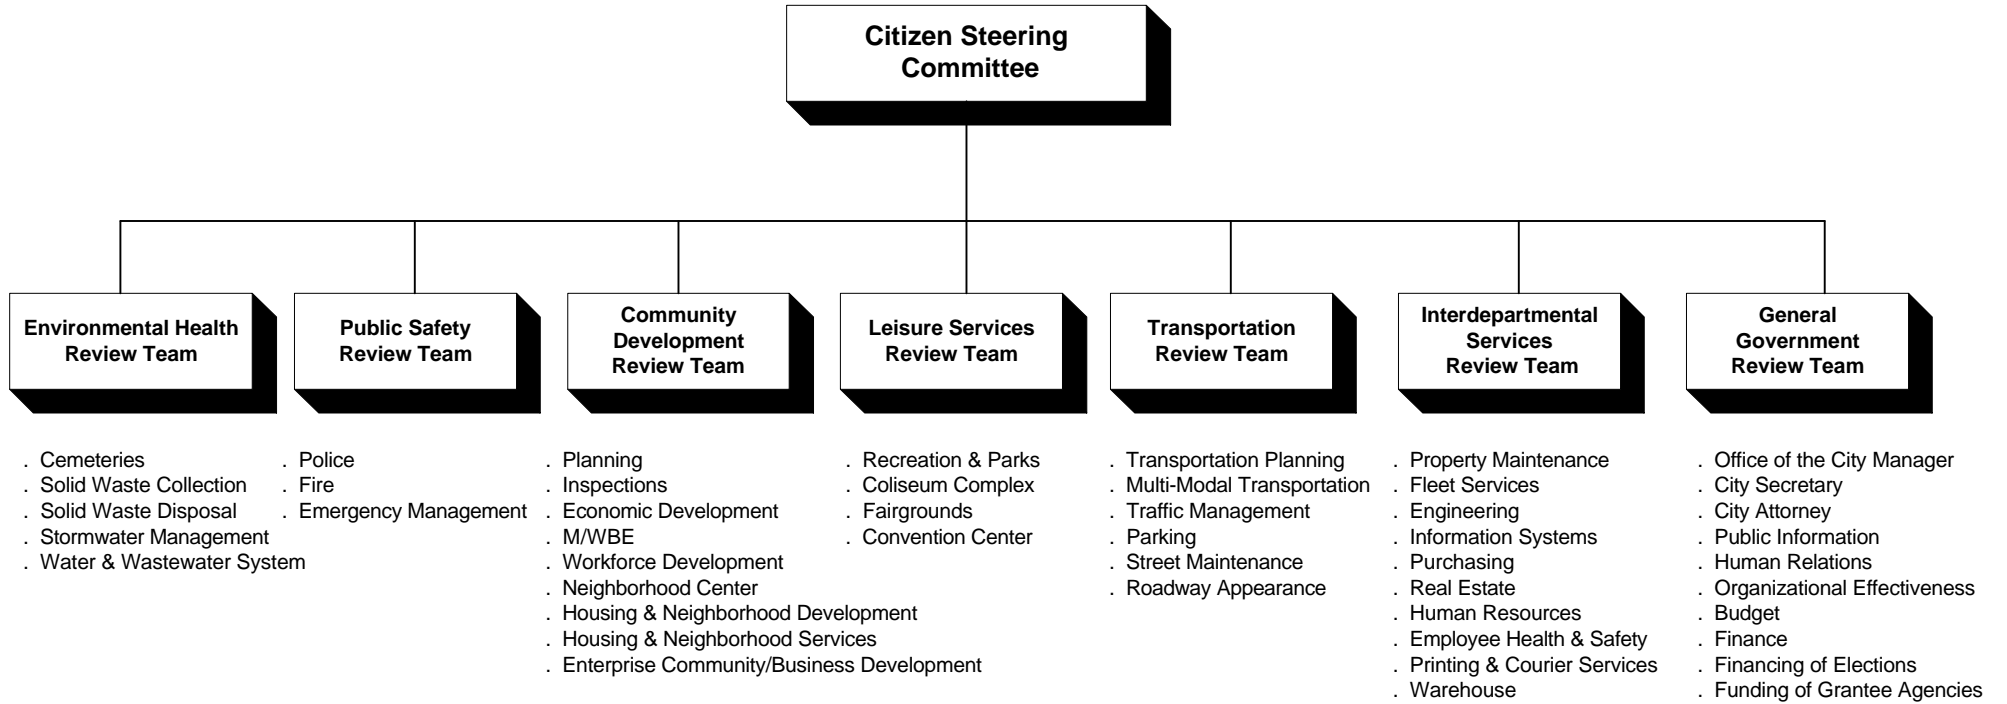 Citizen Steering
Committee
Environmental Health
Review Team
Public Safety
Review Team
Community
Development
Review Team
Leisure Services
Review Team
Transportation
Review Team
Interdepartmental
Services
Review Team
General
Government
Review Team
. Cemeteries
. Solid Waste Collection
. Solid Waste Disposal
. Stormwater Management
. Water & Wastewater System
. Police
. Fire
. Emergency Management
. Planning
. Inspections
. Economic Development
. M/WBE
. Workforce Development
. Neighborhood Center
. Housing & Neighborhood Development
. Housing & Neighborhood Services
. Enterprise Community/Business Development
. Recreation & Parks
. Coliseum Complex
. Fairgrounds
. Convention Center
. Transportation Planning
. Multi-Modal Transportation
. Traffic Management
. Parking
. Street Maintenance
. Roadway Appearance
. Property Maintenance
. Fleet Services
. Engineering
. Information Systems
. Purchasing
. Real Estate
. Human Resources
. Employee Health & Safety
. Printing & Courier Services
. Warehouse
. Office of the City Manager
. City Secretary
. City Attorney
. Public Information
. Human Relations
. Organizational Effectiveness
. Budget
. Finance
. Financing of Elections
. Funding of Grantee Agencies